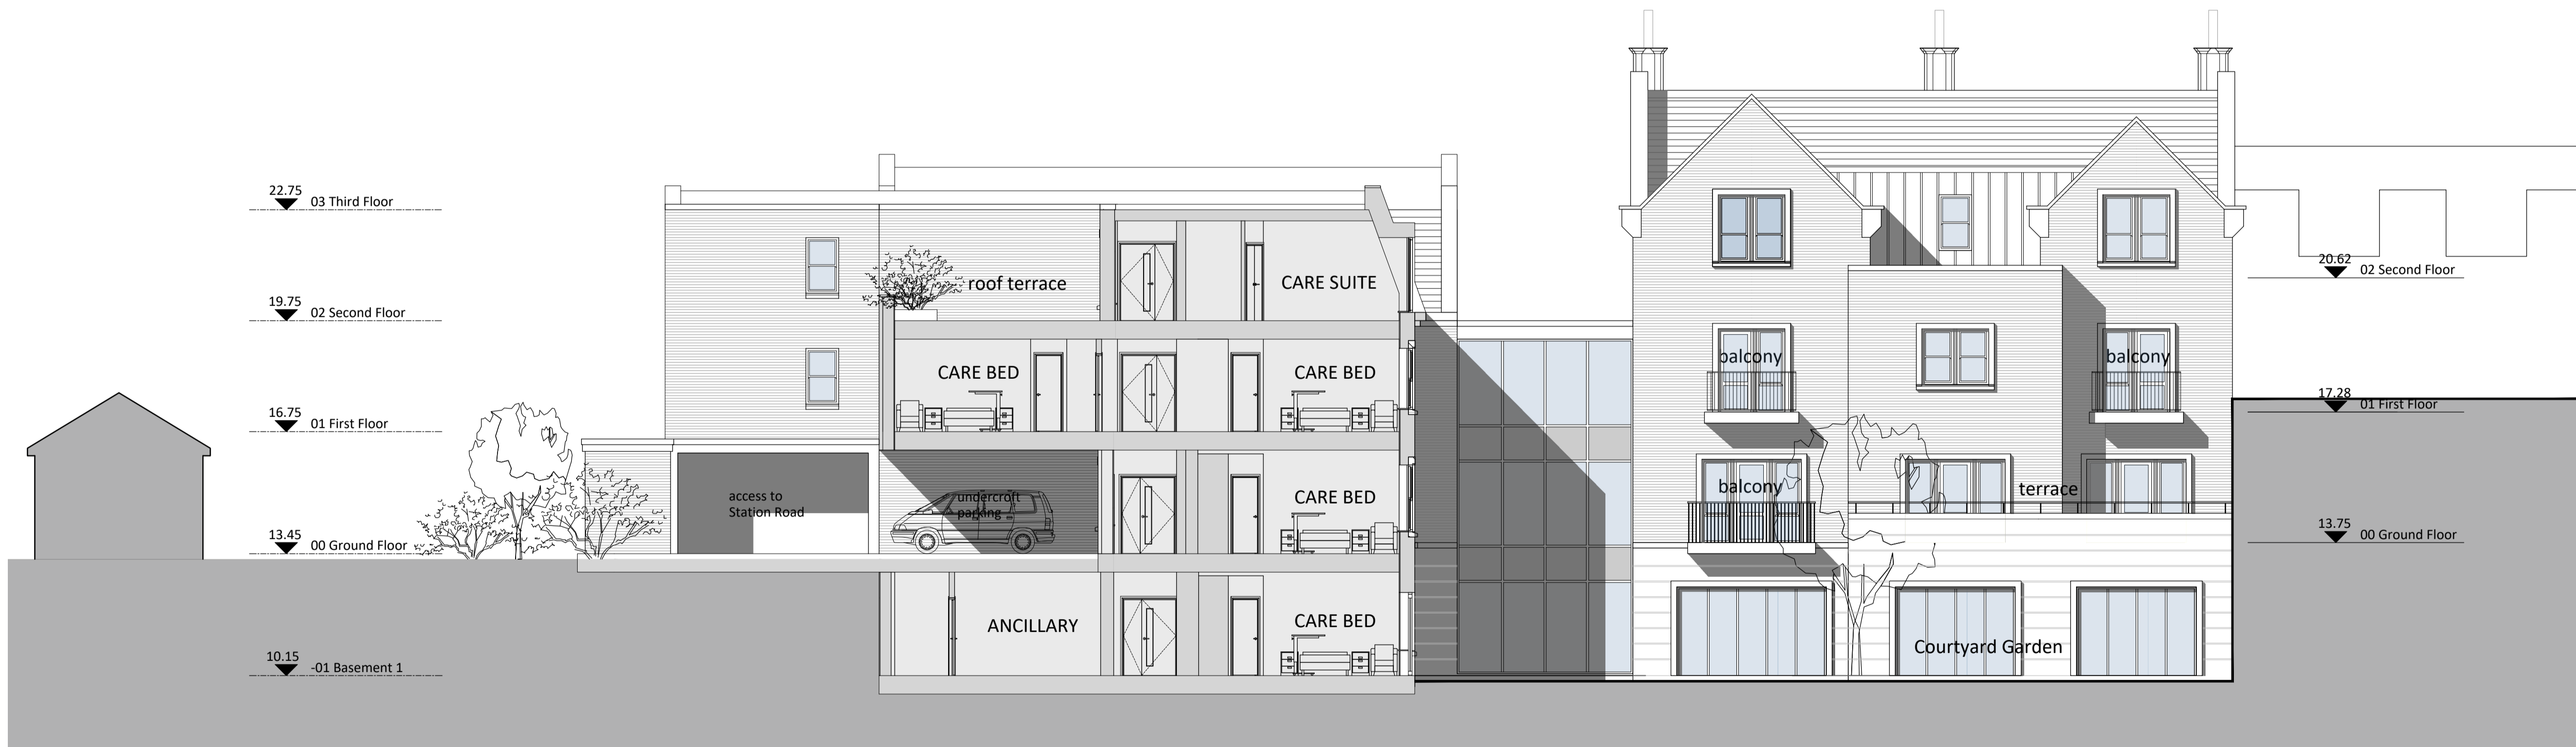 22.75
03 Third Floor
19.75
02 Second Floor
16.75
01 First Floor
13.45
00 Ground Floor
10.15
-01 Basement 1
access to
Station Road
undercroft
parking
roof terrace
CARE SUITE
CARE BED
CARE BED
CARE BED
ANCILLARY
CARE BED
balcony
balcony
balcony
terrace
Courtyard Garden
20.62
02 Second Floor
17.28
01 First Floor
13.75
00 Ground Floor